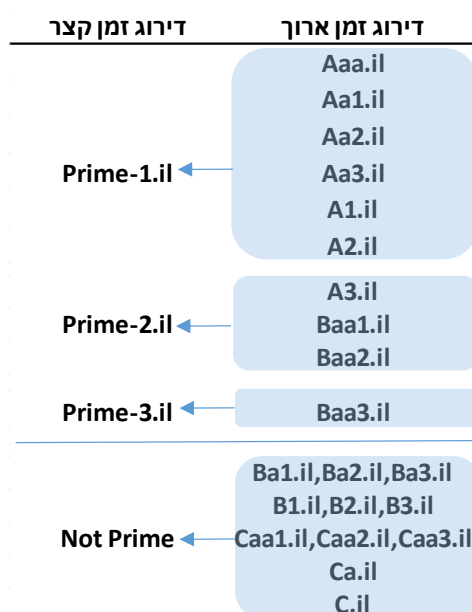 דירוג זמן ארוך דירוג זמן קצר
Aaa.il
Aa1.il
Aa2.il
Prime-1.il Aa3.il
A1.il
A2.il
A3.il
Prime-2.il Baa1.il
Baa2.il
Prime-3.il Baa3.il
Ba1.il,Ba2.il,Ba3.il
B1.il,B2.il,B3.il
Not Prime Caa1.il,Caa2.il,Caa3.il
Ca.il
C.il